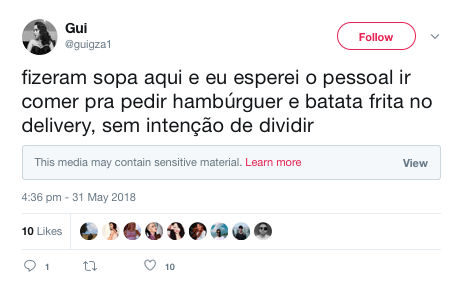 Gui
@guigza1
Follow
fizeram sopa aqui e eu esperei o pessoal ir
comer pra pedir hambúrguer e batata frita no
delivery, sem intenção de dividir
This media may contain sensitive material. Learn more View
4:36 pm - 31 May 2018
10 Likes
1 10